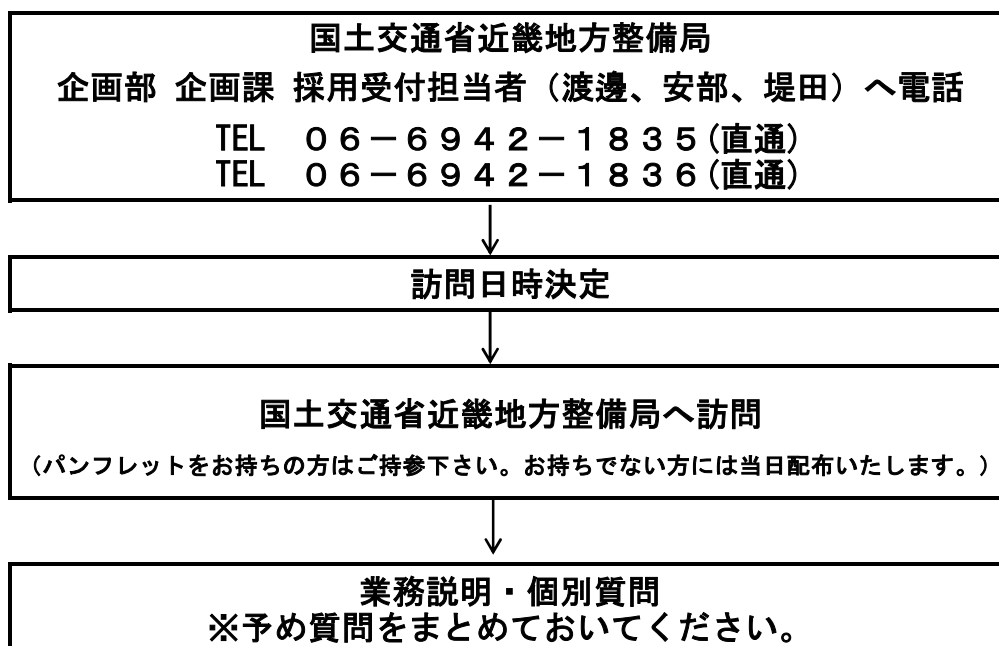 国土交通省近畿地方整備局
企画部 企画課 採用受付担当者（渡邊、安部、堤田）へ電話
TEL　０６－６９４２－１８３５(直通)
TEL　０６－６９４２－１８３６(直通)
訪問日時決定
国土交通省近畿地方整備局へ訪問
（パンフレットをお持ちの方はご持参下さい。お持ちでない方には当日配布いたします。）
業務説明・個別質問
※予め質問をまとめておいてください。